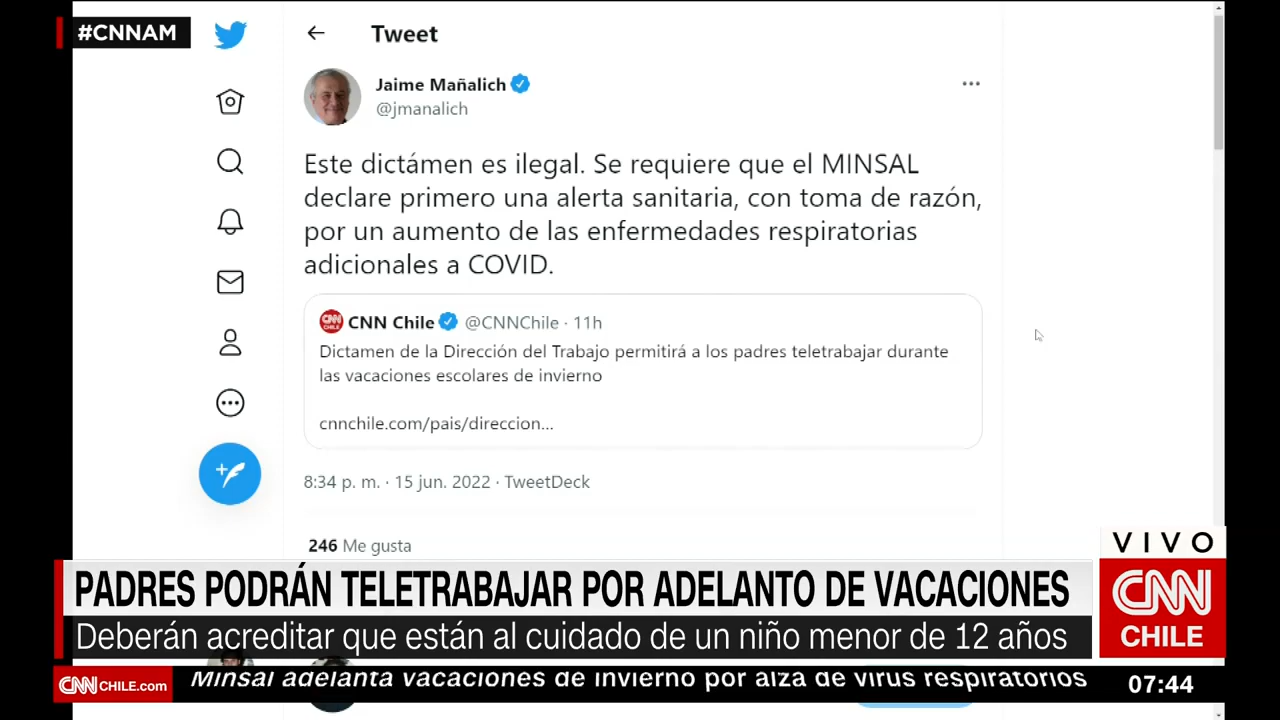 #CNNAM
Tweet
Jaime Mañalich
@jmanalich
Este dictámen es ilegal. Se requiere que el MINSAL
declare primero una alerta sanitaria, con toma de razón,
por un aumento de las enfermedades respiratorias
adicionales a COVID.
CNN CHILE
CNN Chile @CNNChile · 11h
Dictamen de la Dirección del Trabajo permitirá a los padres teletrabajar durante
las vacaciones escolares de invierno
cnnchile.com/pais/direccion...
8:34 p. m. · 15 jun. 2022 · TweetDeck
246 Me gusta
VIVO
CNN
CHILE
PADRES PODRÁN TELETRABAJAR POR ADELANTO DE VACACIONES
Deberán acreditar que están al cuidado de un niño menor de 12 años
CNNCHILE.com
Minsal adelanta vacaciones de invierno por alza de virus respiratorios
07:44